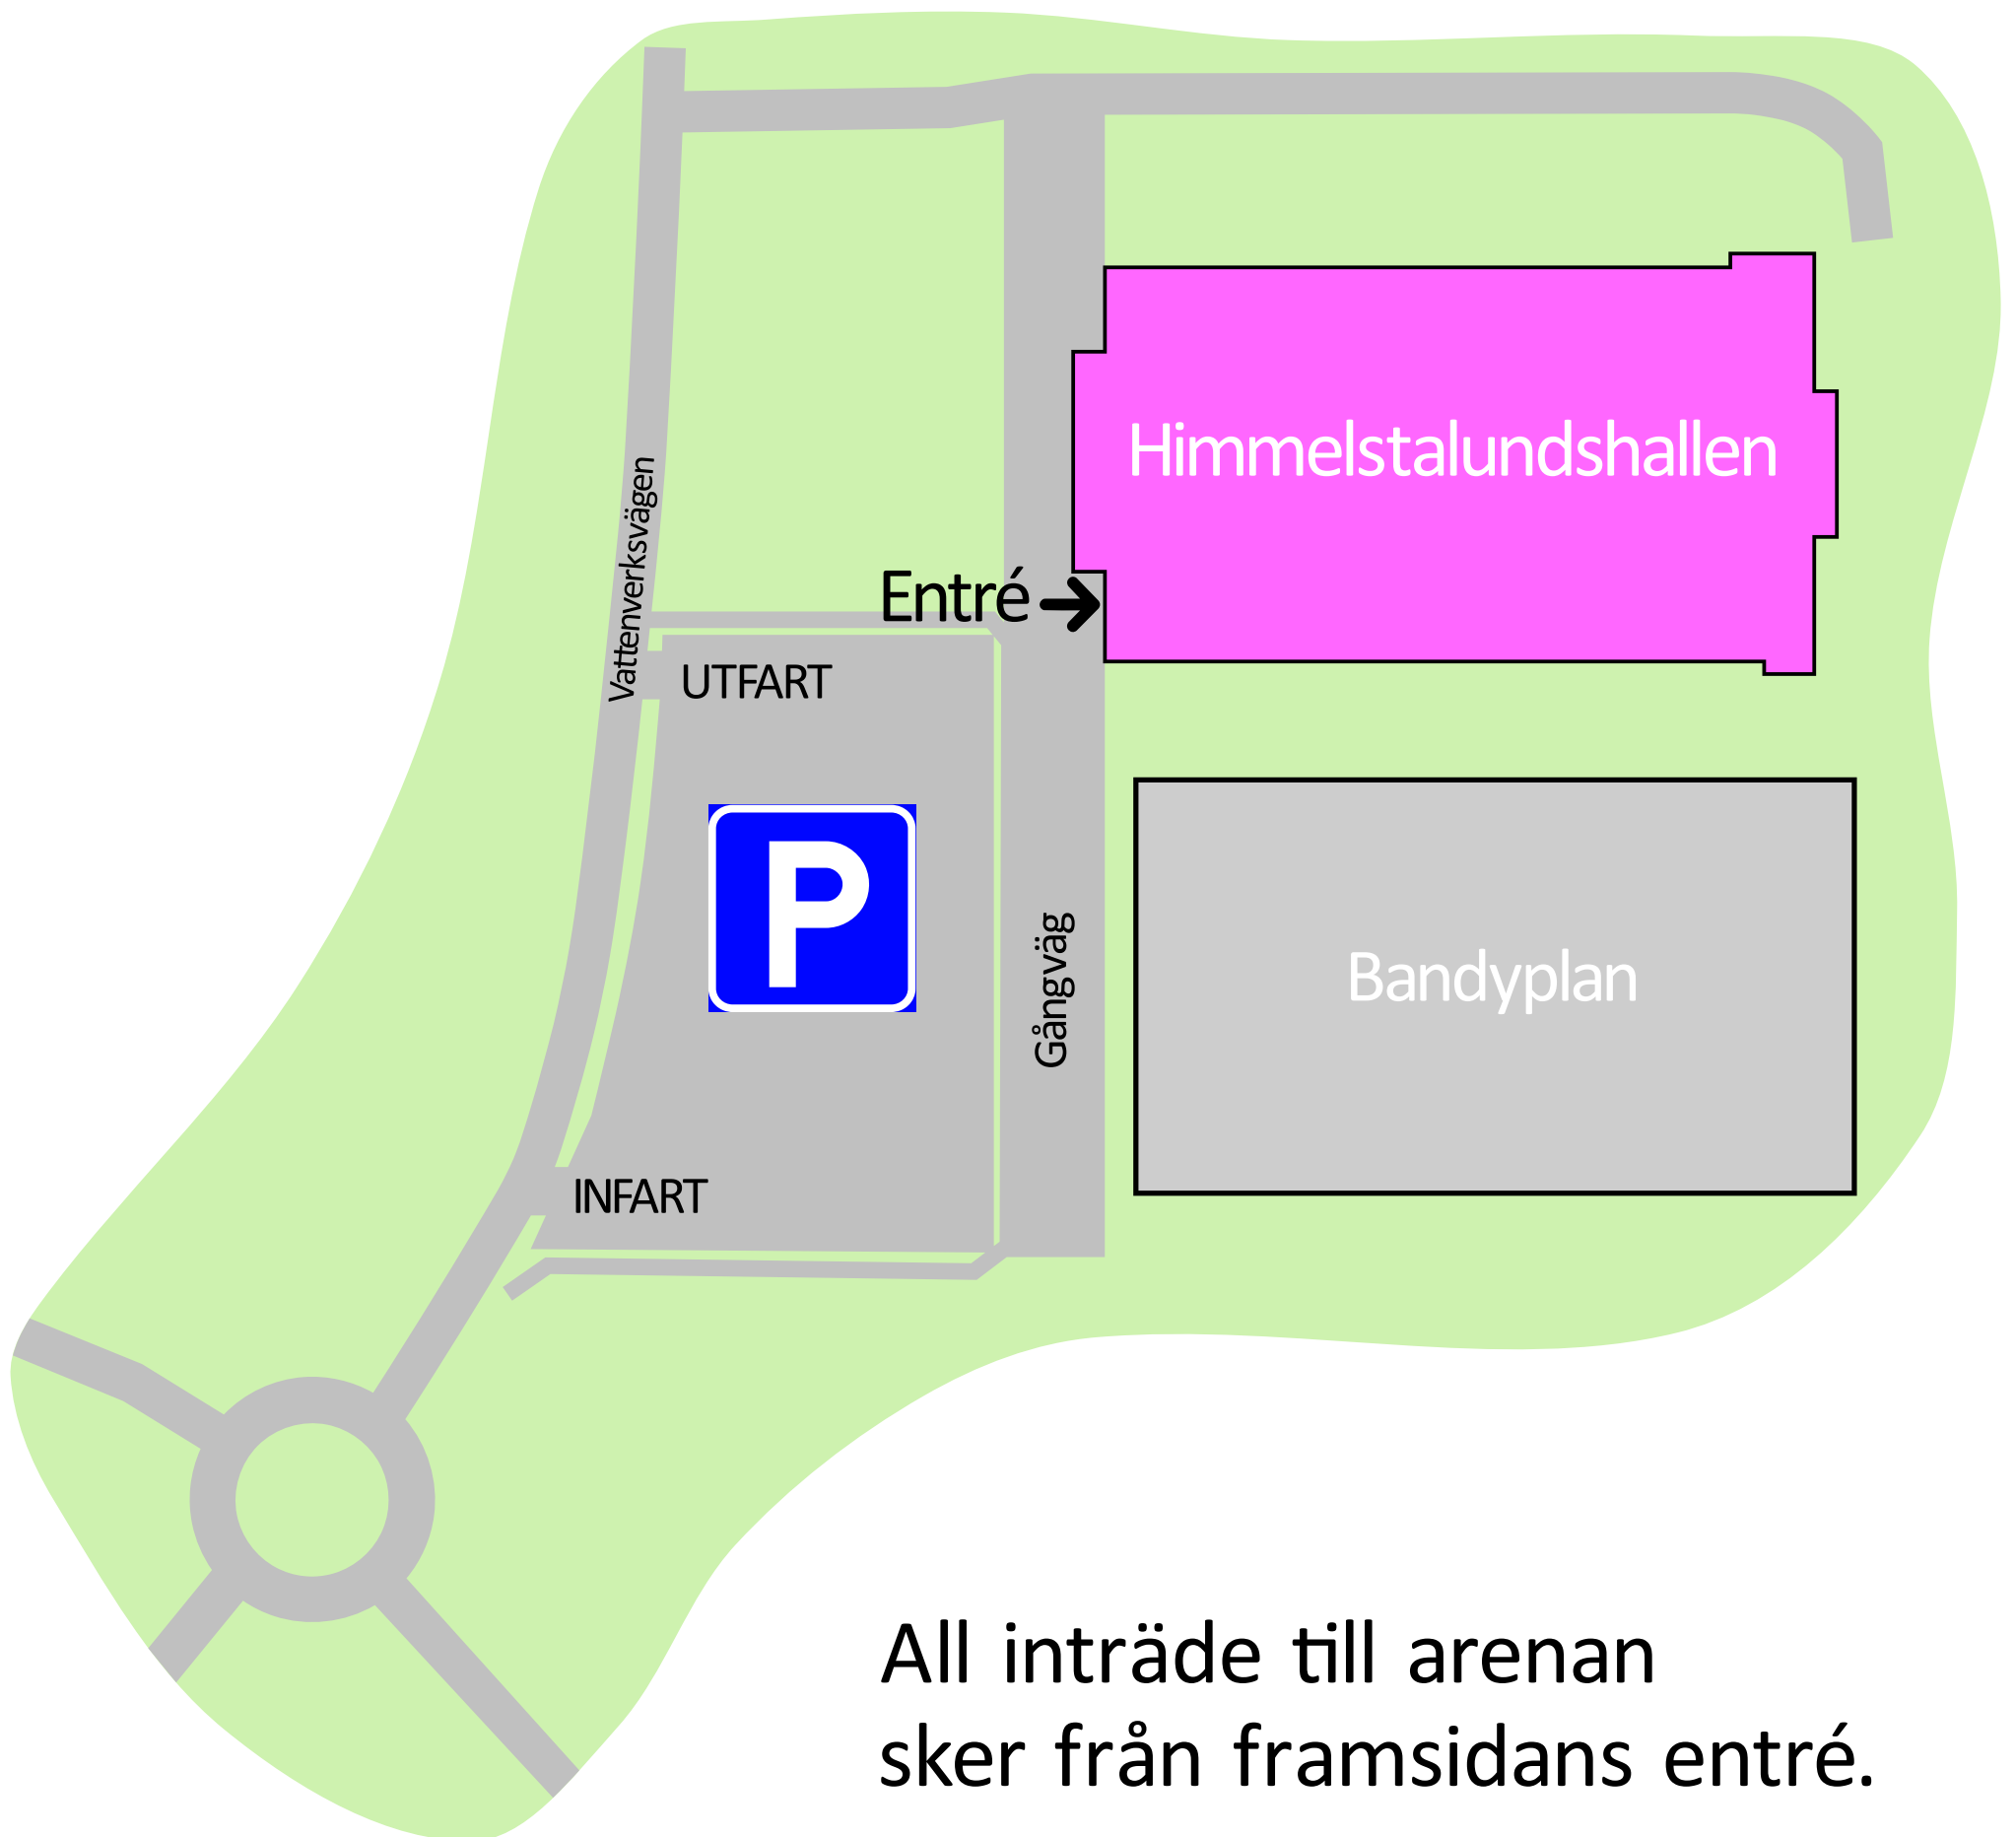 Himmelstalundshallen
Vattenverksvägen
Entré
UTFART
P
Gångväg
Bandyplan
INFART
All inträde till arenan
sker från framsidans entré.